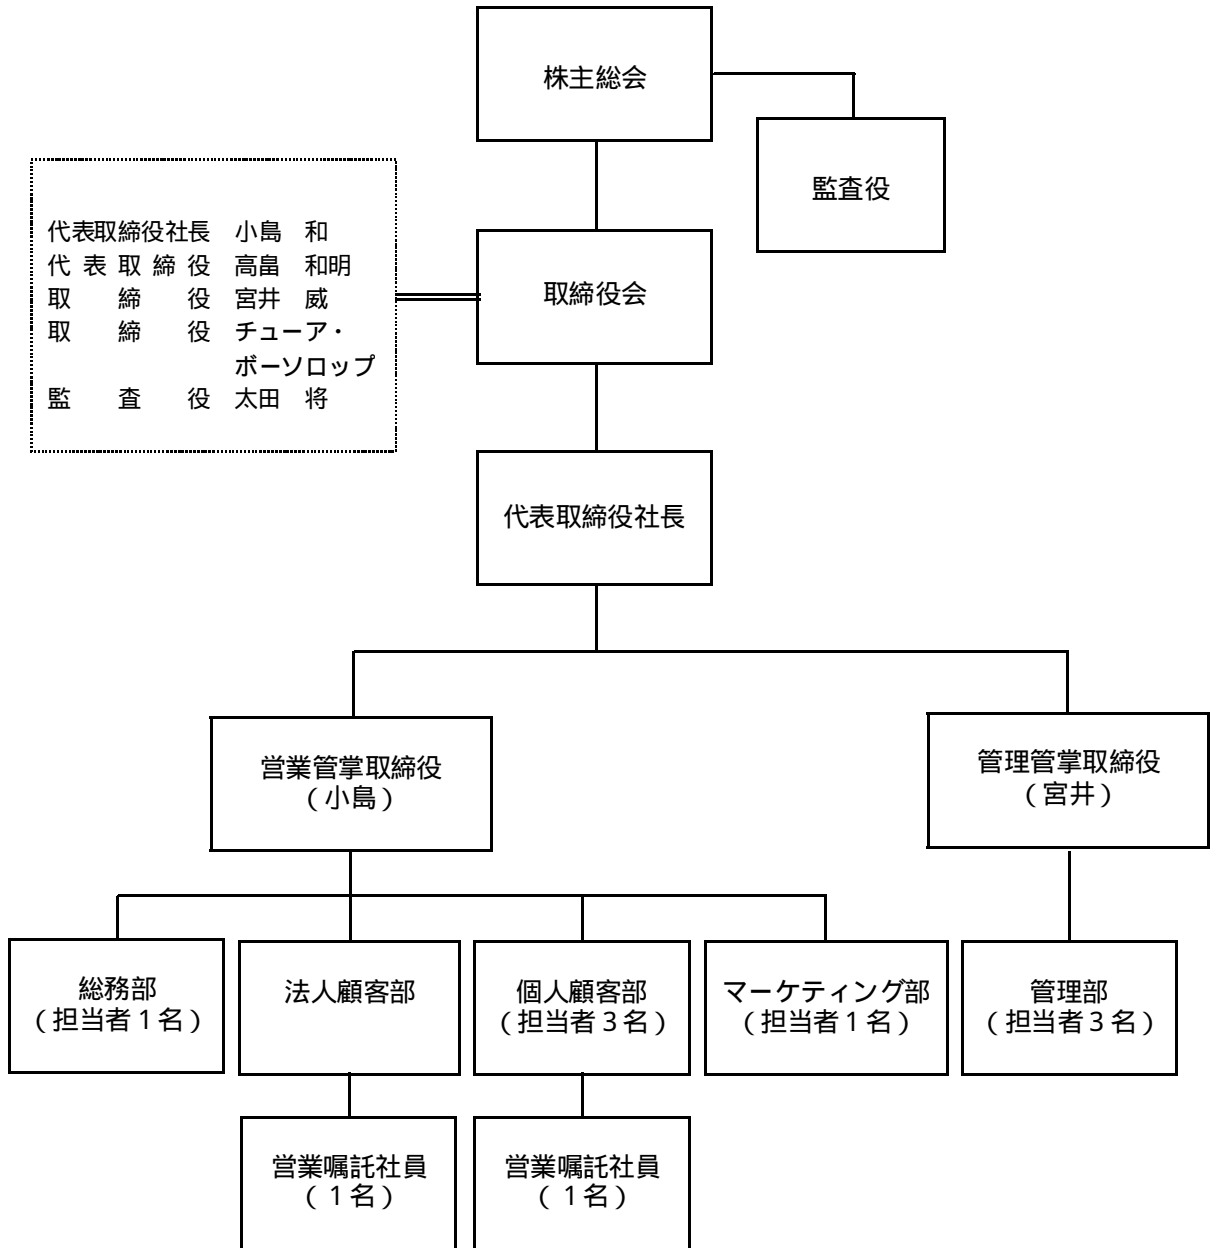 株主総会
監査役
代表取締役社長 小島 和
代表取締役 高畠 和明
取締役 宮井 威
取締役 チューア・
ボーソロップ
監査役 太田 将
取締役会
代表取締役社長
営業管掌取締役
(小島)
管理管掌取締役
(宮井)
総務部
(担当者1名)
法人顧客部
個人顧客部
(担当者3名)
マーケティング部
(担当者1名)
管理部
(担当者3名)
営業嘱託社員
(1名)
営業嘱託社員
(1名)